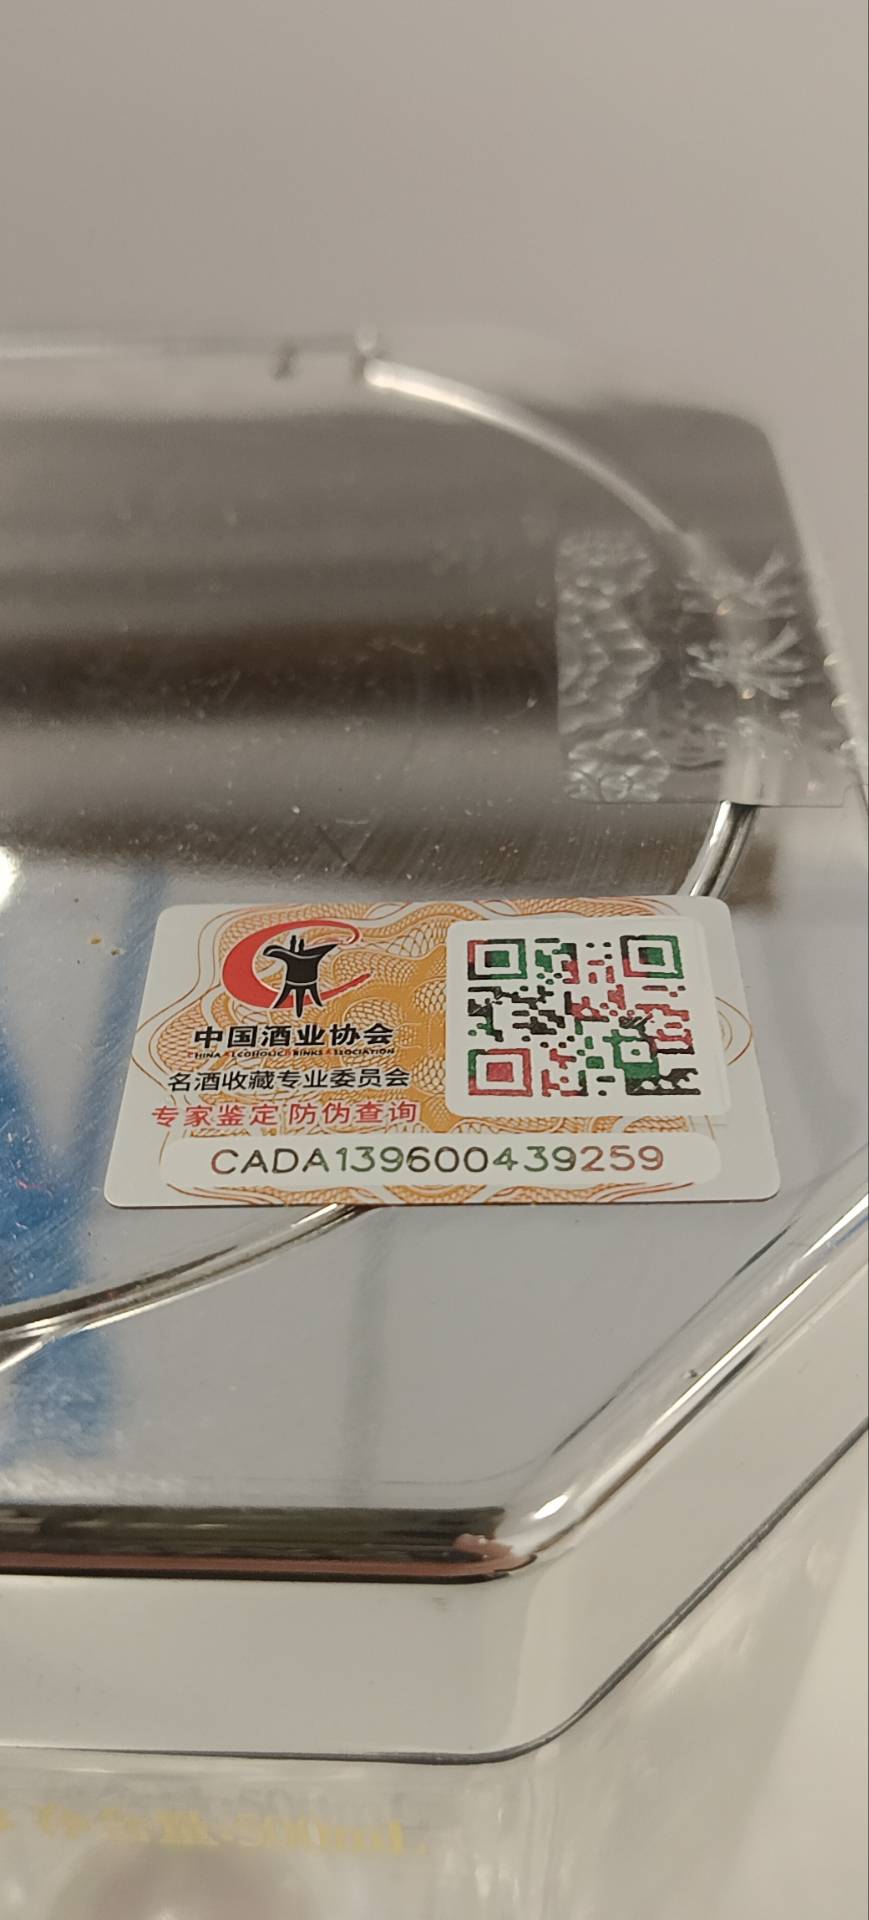 中国酒业协会
CHINA ALCOHOLIC DRINKS ASSOCIATION
名酒收藏专业委员会
专家鉴定 防伪查询
CADA139600439259
500mL